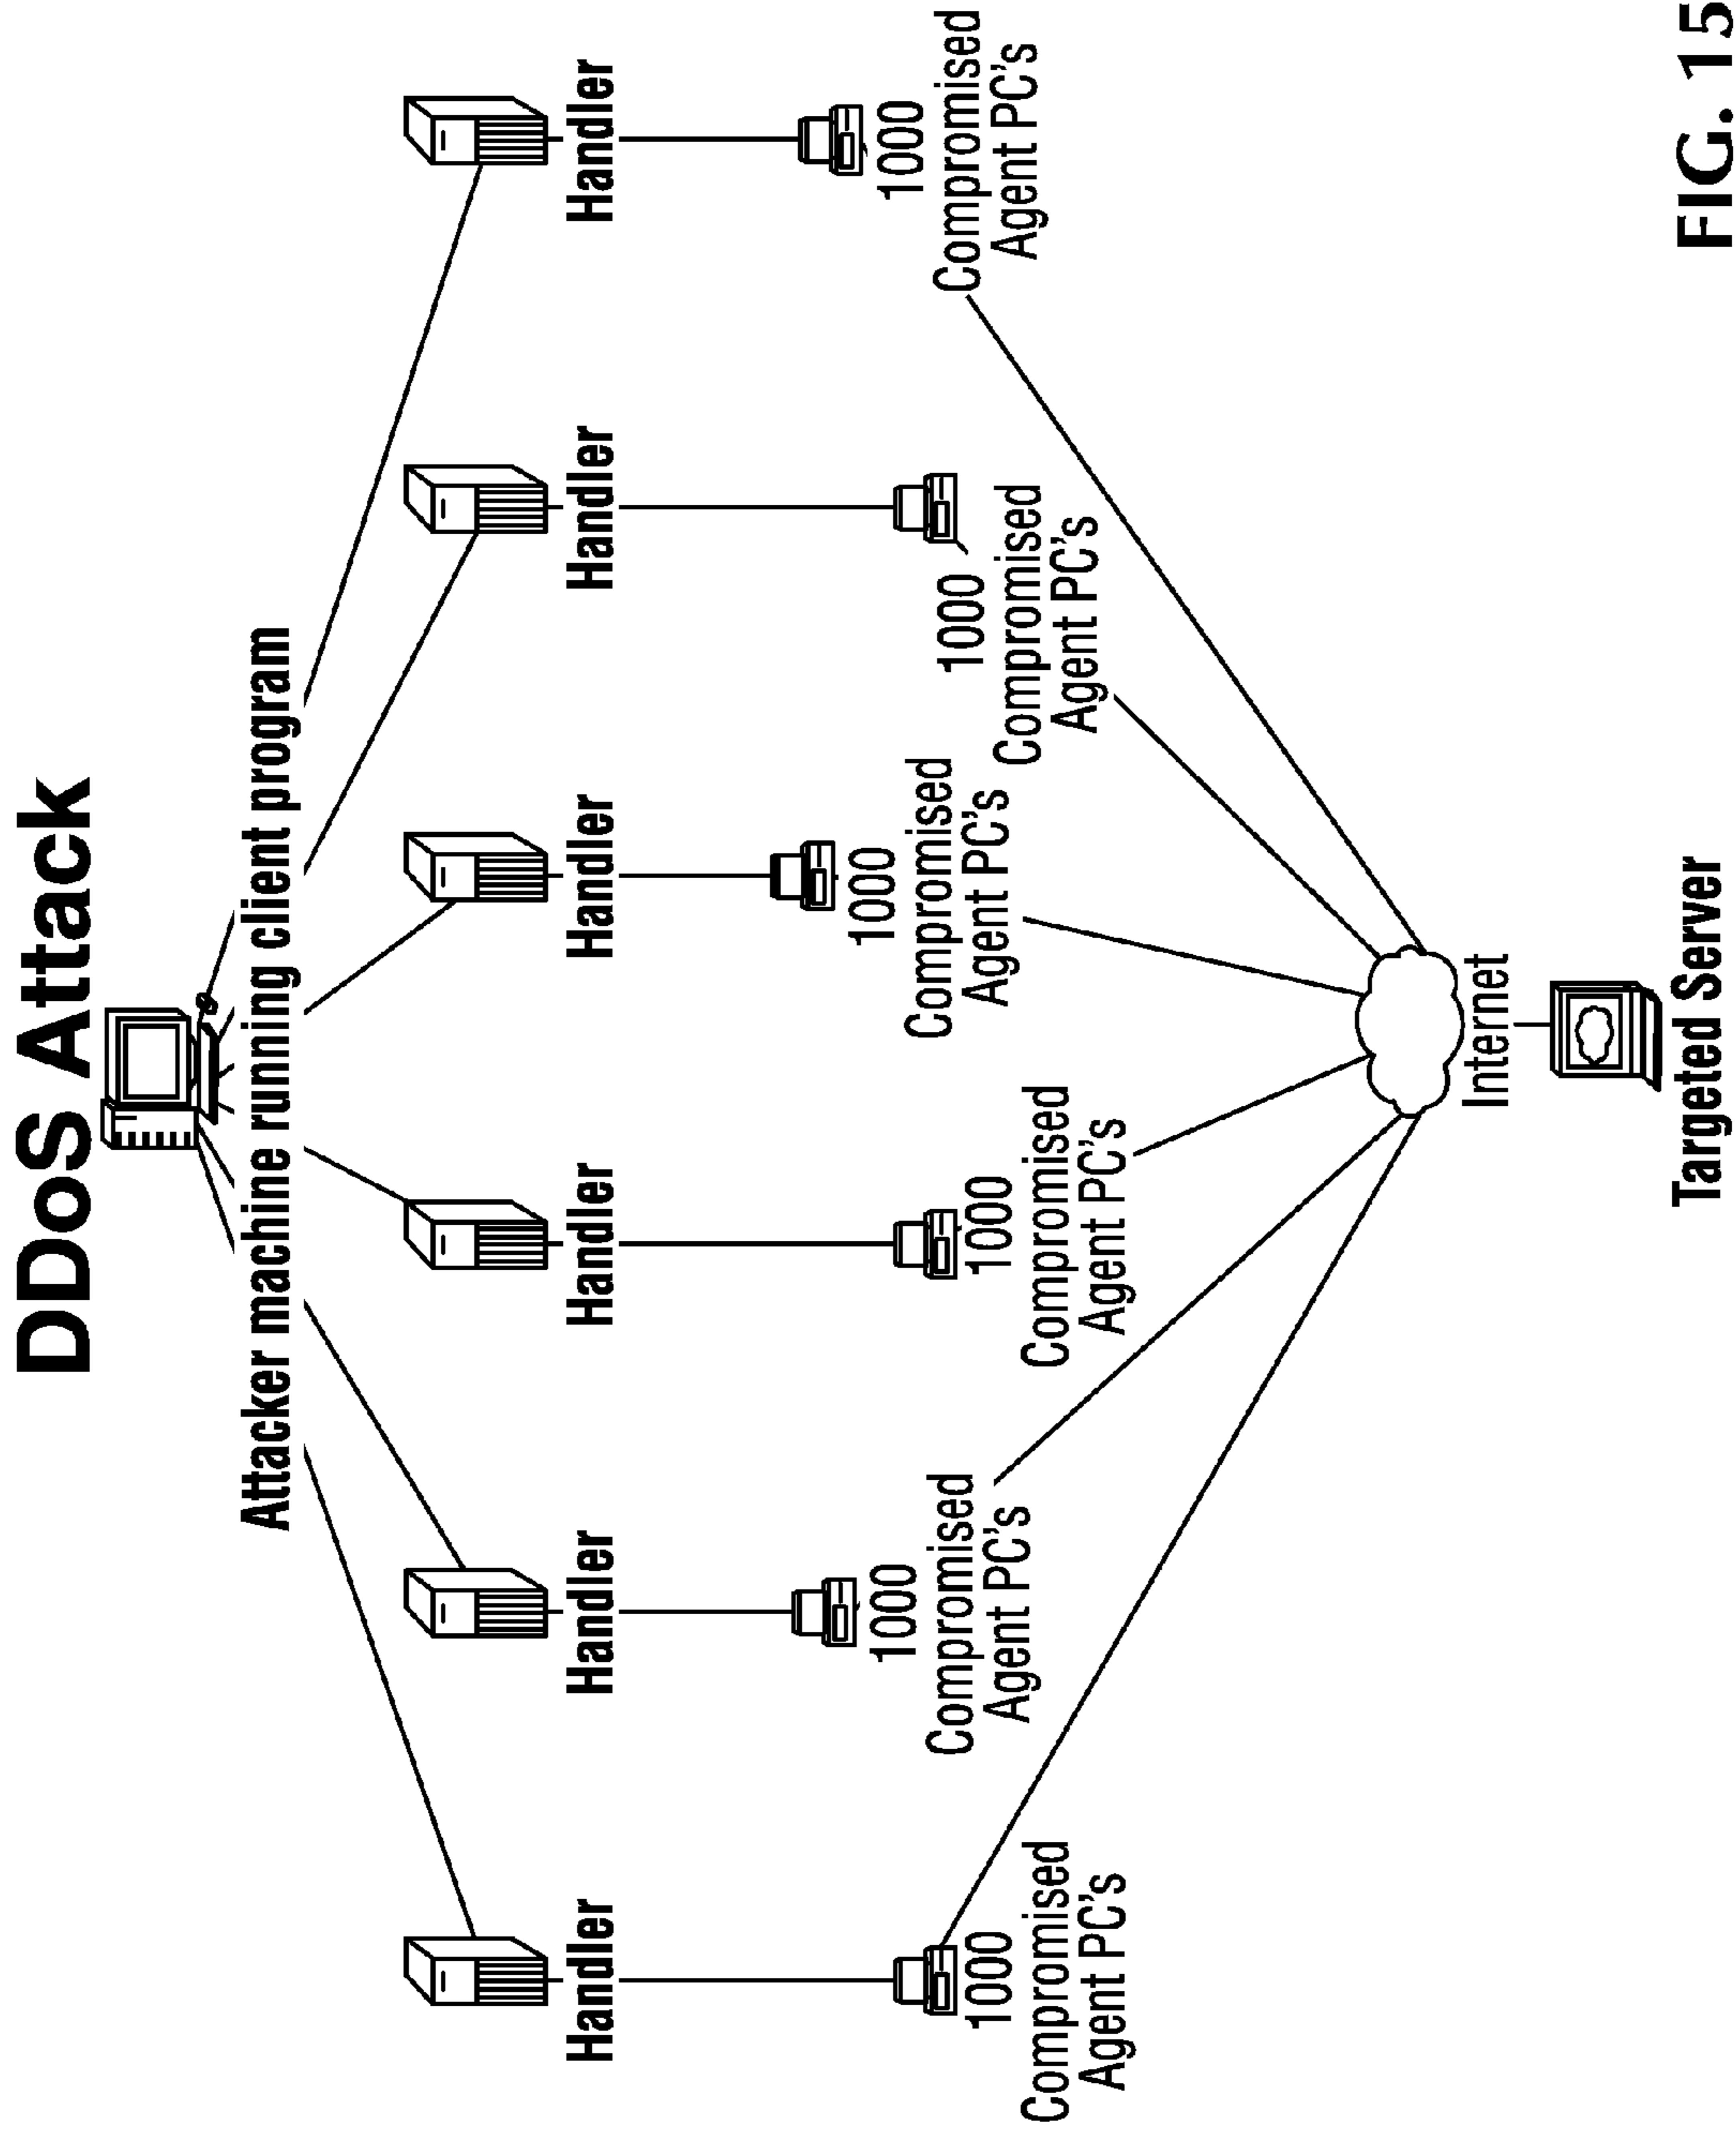 DDoS Attack
Attacker machine running client program
Handler
Handler
Handler
Handler
Handler
Handler
1000
Compromised
Agent PC's
1000
Compromised
Agent PC's
1000
Compromised
Agent PC's
1000
Compromised
Agent PC's
1000
Compromised
Agent PC's
1000
Compromised
Agent PC's
Internet
Targeted Server
FIG. 15